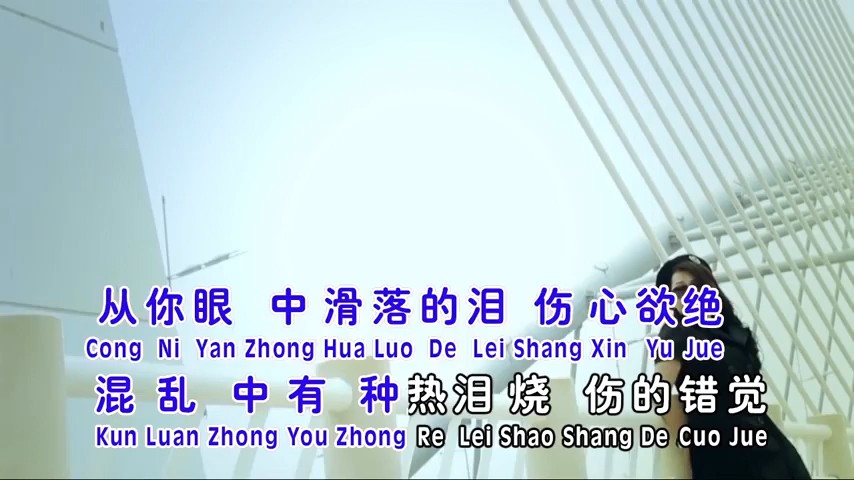 从你眼 中滑落的泪 伤心欲绝
Cong Ni Yan Zhong Hua Luo De Lei Shang Xin Yu Jue
混乱 中有 种热泪烧 伤的错觉
Kun Luan Zhong You Zhong Re Lei Shao Shang De Cuo Jue